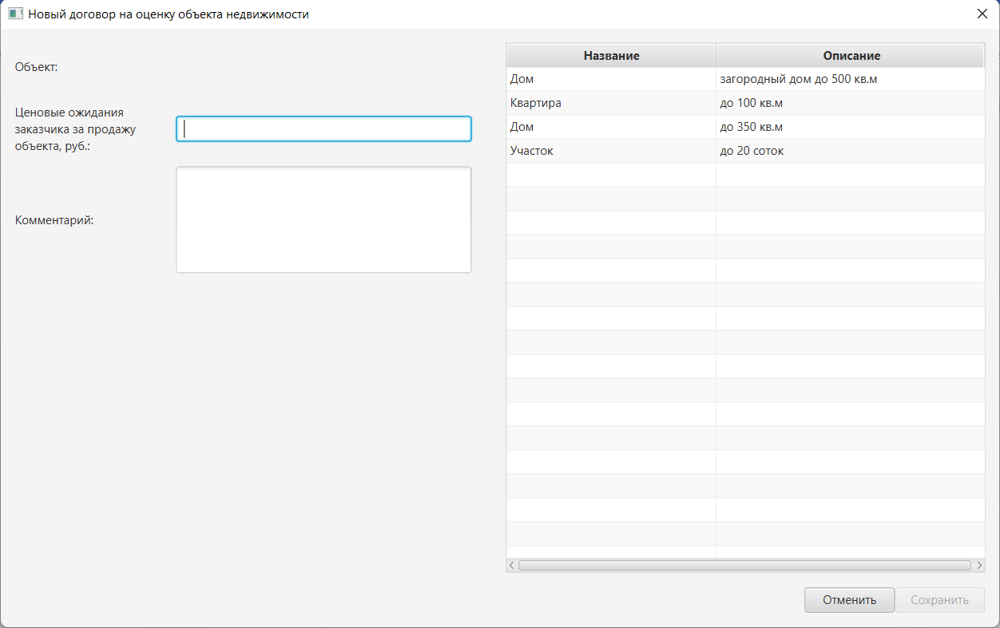 Новый договор на оценку объекта недвижимости
Объект:
Ценовые ожидания
заказчика за продажу
объекта, руб.:
Комментарий:
Название Описание
Дом загородный дом до 500 кв.м
Квартира до 100 кв.м
Дом до 350 кв.м
Участок до 20 соток
Отменить Сохранить